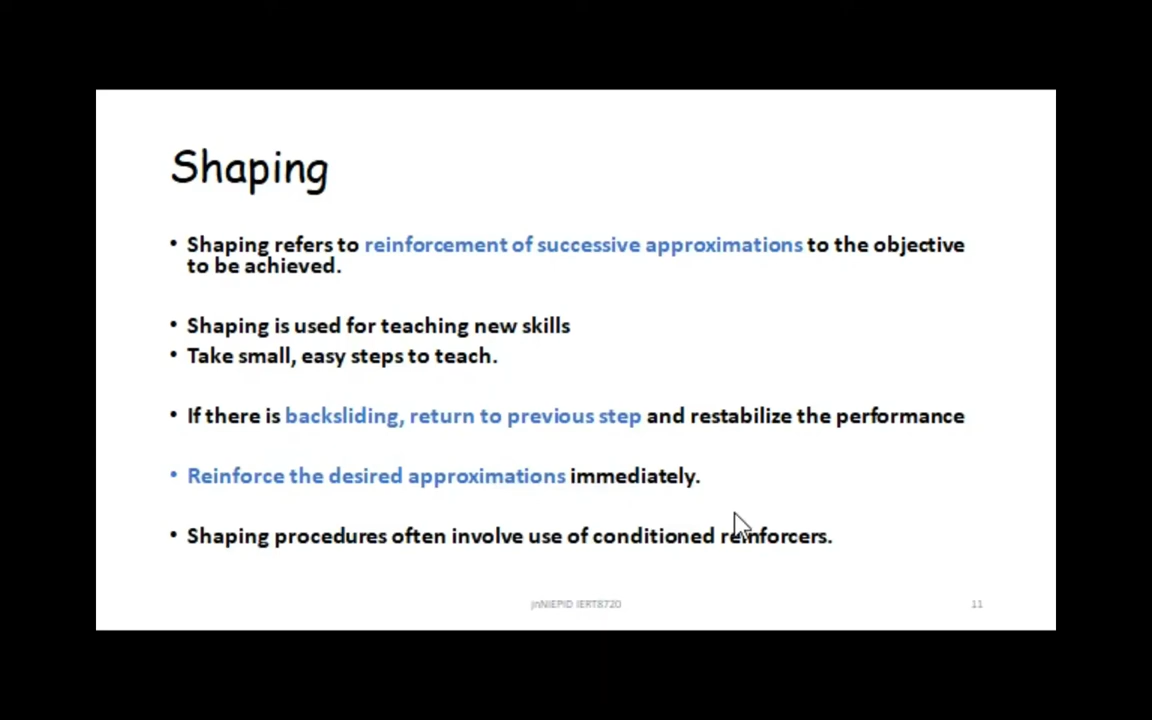 Shaping
• Shaping refers to reinforcement of successive approximations to the objective
to be achieved.
• Shaping is used for teaching new skills
• Take small, easy steps to teach.
• If there is backsliding, return to previous step and restabilize the performance
• Reinforce the desired approximations immediately.
• Shaping procedures often involve use of conditioned reinforcers.
jnNIEPID IERT8720
11